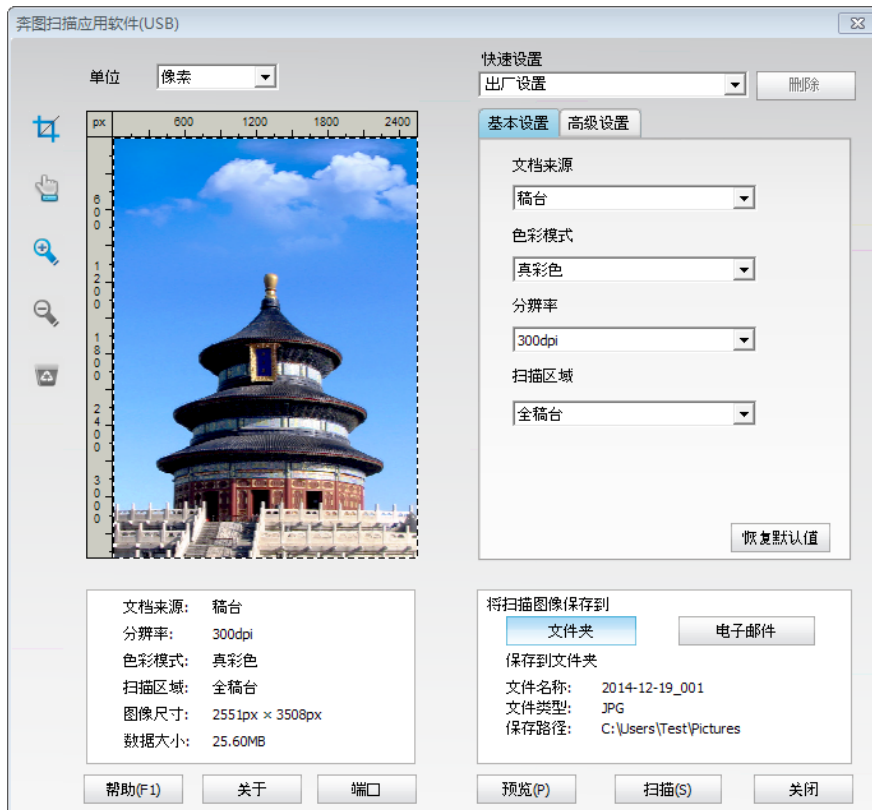 奔图扫描应用软件(USB)
单位 像素
快速设置
出厂设置 删除
px 600 1200 1800 2400
600
1200
1800
2400
3000
基本设置 高级设置
文档来源
稿台
色彩模式
真彩色
分辨率
300dpi
扫描区域
全稿台
恢复默认值
文档来源: 稿台
分辨率: 300dpi
色彩模式: 真彩色
扫描区域: 全稿台
图像尺寸: 2551px × 3508px
数据大小: 25.60MB
将扫描图像保存到
文件夹 电子邮件
保存到文件夹
文件名称: 2014-12-19_001
文件类型: JPG
保存路径: C:\Users\Test\Pictures
帮助(F1) 关于 端口 预览(P) 扫描(S) 关闭